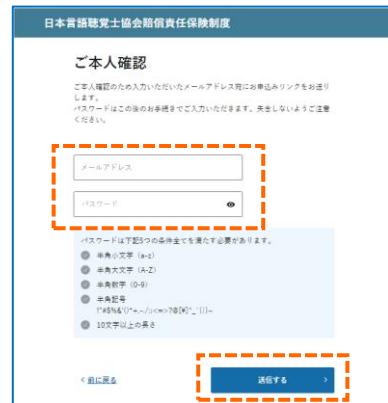 日本言語聴覚士協会賠償責任保険制度
ご本人確認
ご本人確認のため入力いただいたメールアドレス宛にお申込みリンクをお送り
します。
パスワードはこの後のお手続きでご入力いただきます。失念しないようご注意
ください。
メールアドレス
パスワード
パスワードは下記5つの条件全てを満たす必要があります。
半角小文字 (a-z)
半角大文字 (A-Z)
半角数字 (0-9)
半角記号
10文字以上の長さ
< 前に戻る
送信する >